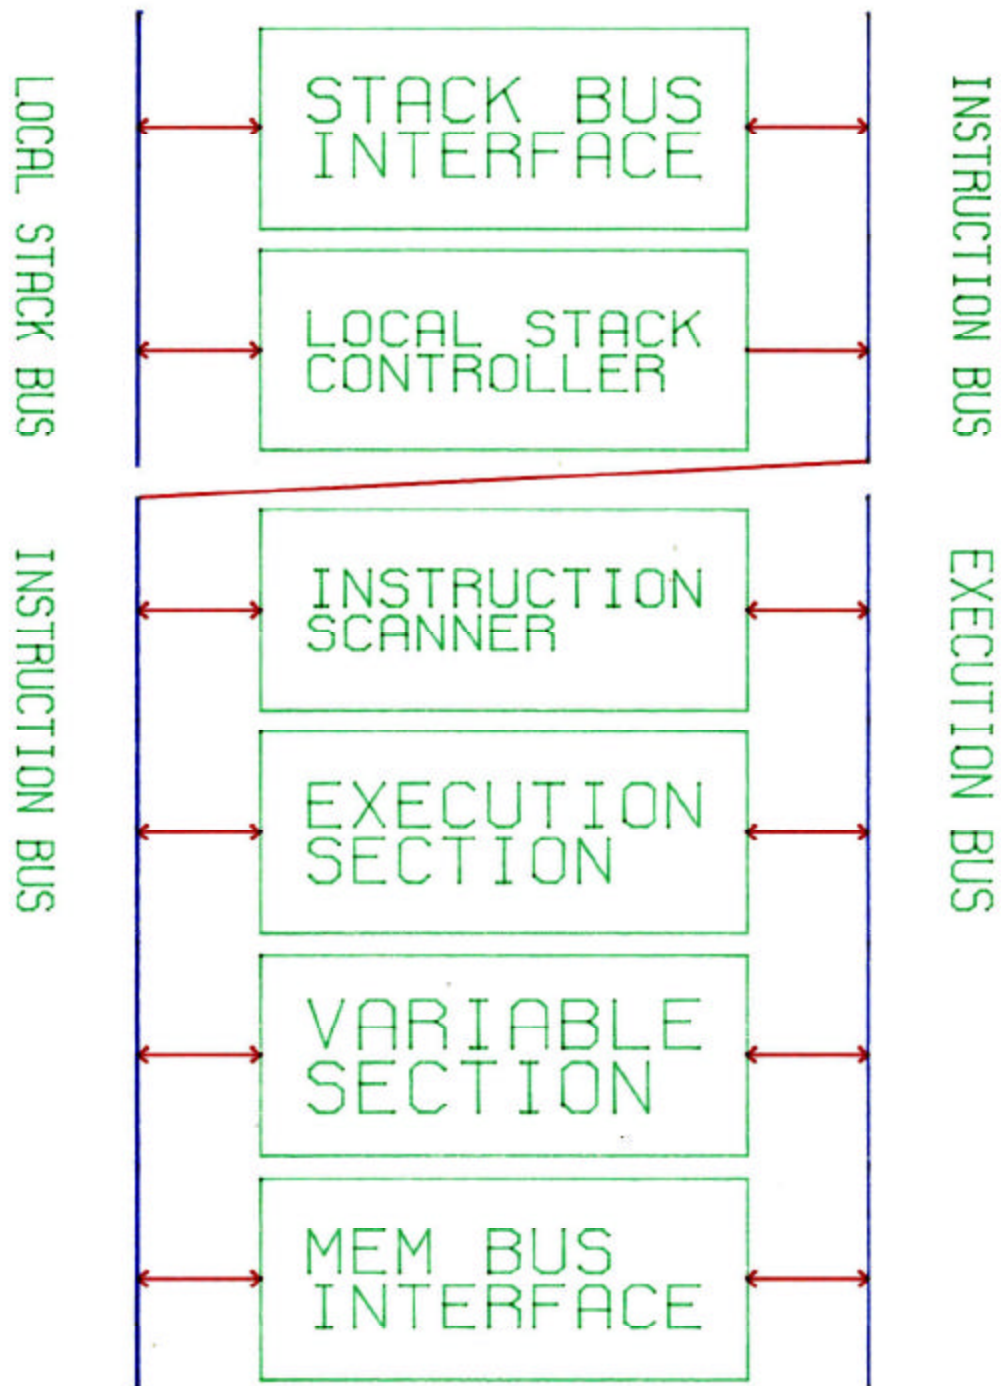 LOCAL STACK BUS
STACK BUS
INTERFACE
INSTRUCTION BUS
LOCAL STACK
CONTROLLER
INSTRUCTION BUS
INSTRUCTION
SCANNER
EXECUTION BUS
EXECUTION
SECTION
VARIABLE
SECTION
MEM BUS
INTERFACE